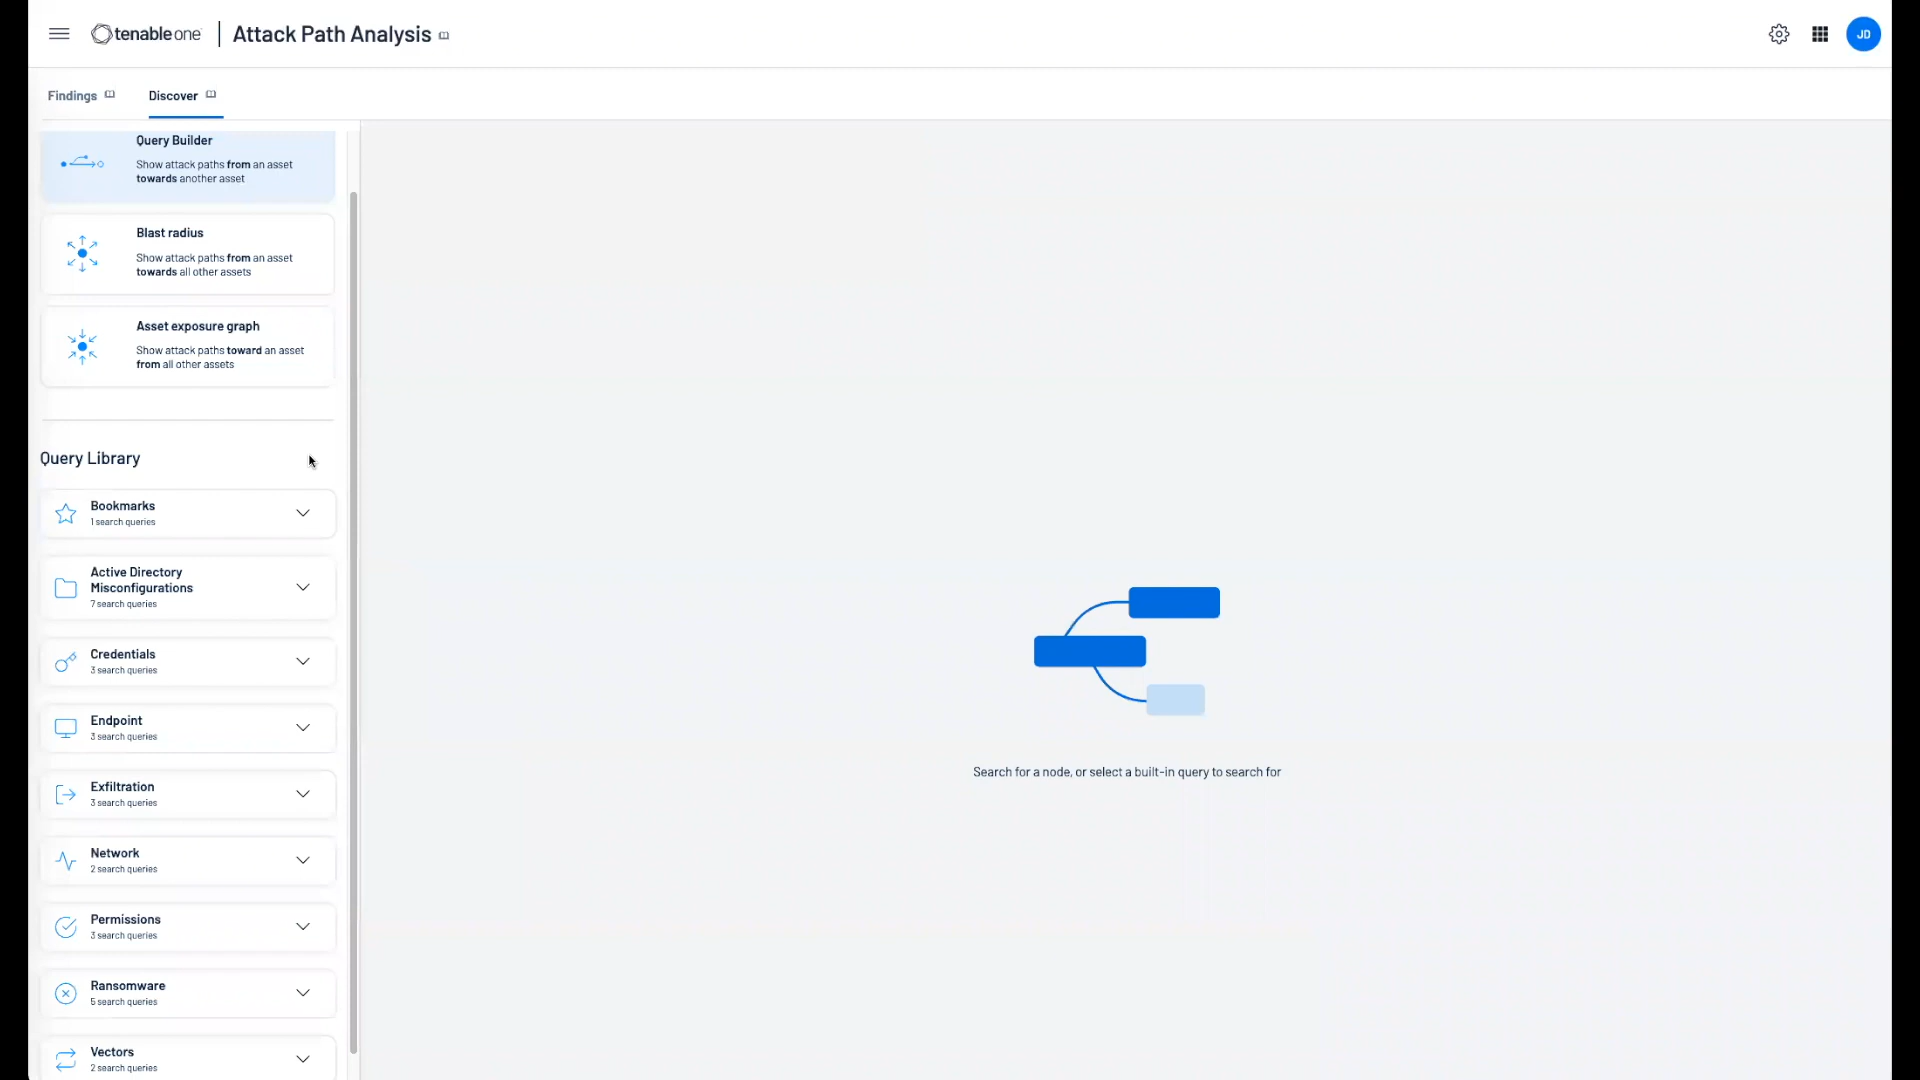 tenable one
Attack Path Analysis
JD
Findings
Discover
Query Builder
Show attack paths from an asset
towards another asset
Blast radius
Show attack paths from an asset
towards all other assets
Asset exposure graph
Show attack paths toward an asset
from all other assets
Query Library
Bookmarks
1 search queries
Active Directory
Misconfigurations
7 search queries
Credentials
3 search queries
Endpoint
3 search queries
Exfiltration
3 search queries
Network
2 search queries
Permissions
3 search queries
Ransomware
5 search queries
Vectors
2 search queries
Search for a node, or select a built-in query to search for